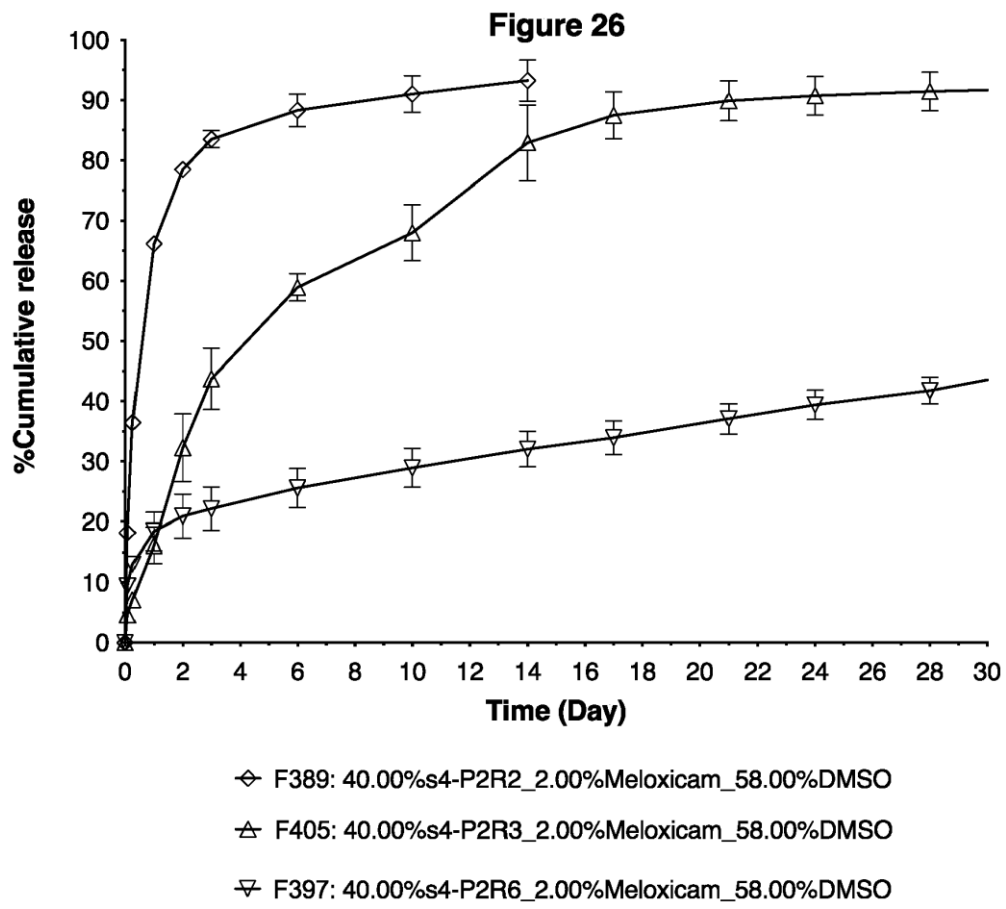 Figure 26
%Cumulative release
100
90
80
70
60
50
40
30
20
10
0
0 2 4 6 8 10 12 14 16 18 20 22 24 26 28 30
Time (Day)
F389: 40.00%s4-P2R2_2.00%Meloxicam_58.00%DMSO
F405: 40.00%s4-P2R3_2.00%Meloxicam_58.00%DMSO
F397: 40.00%s4-P2R6_2.00%Meloxicam_58.00%DMSO